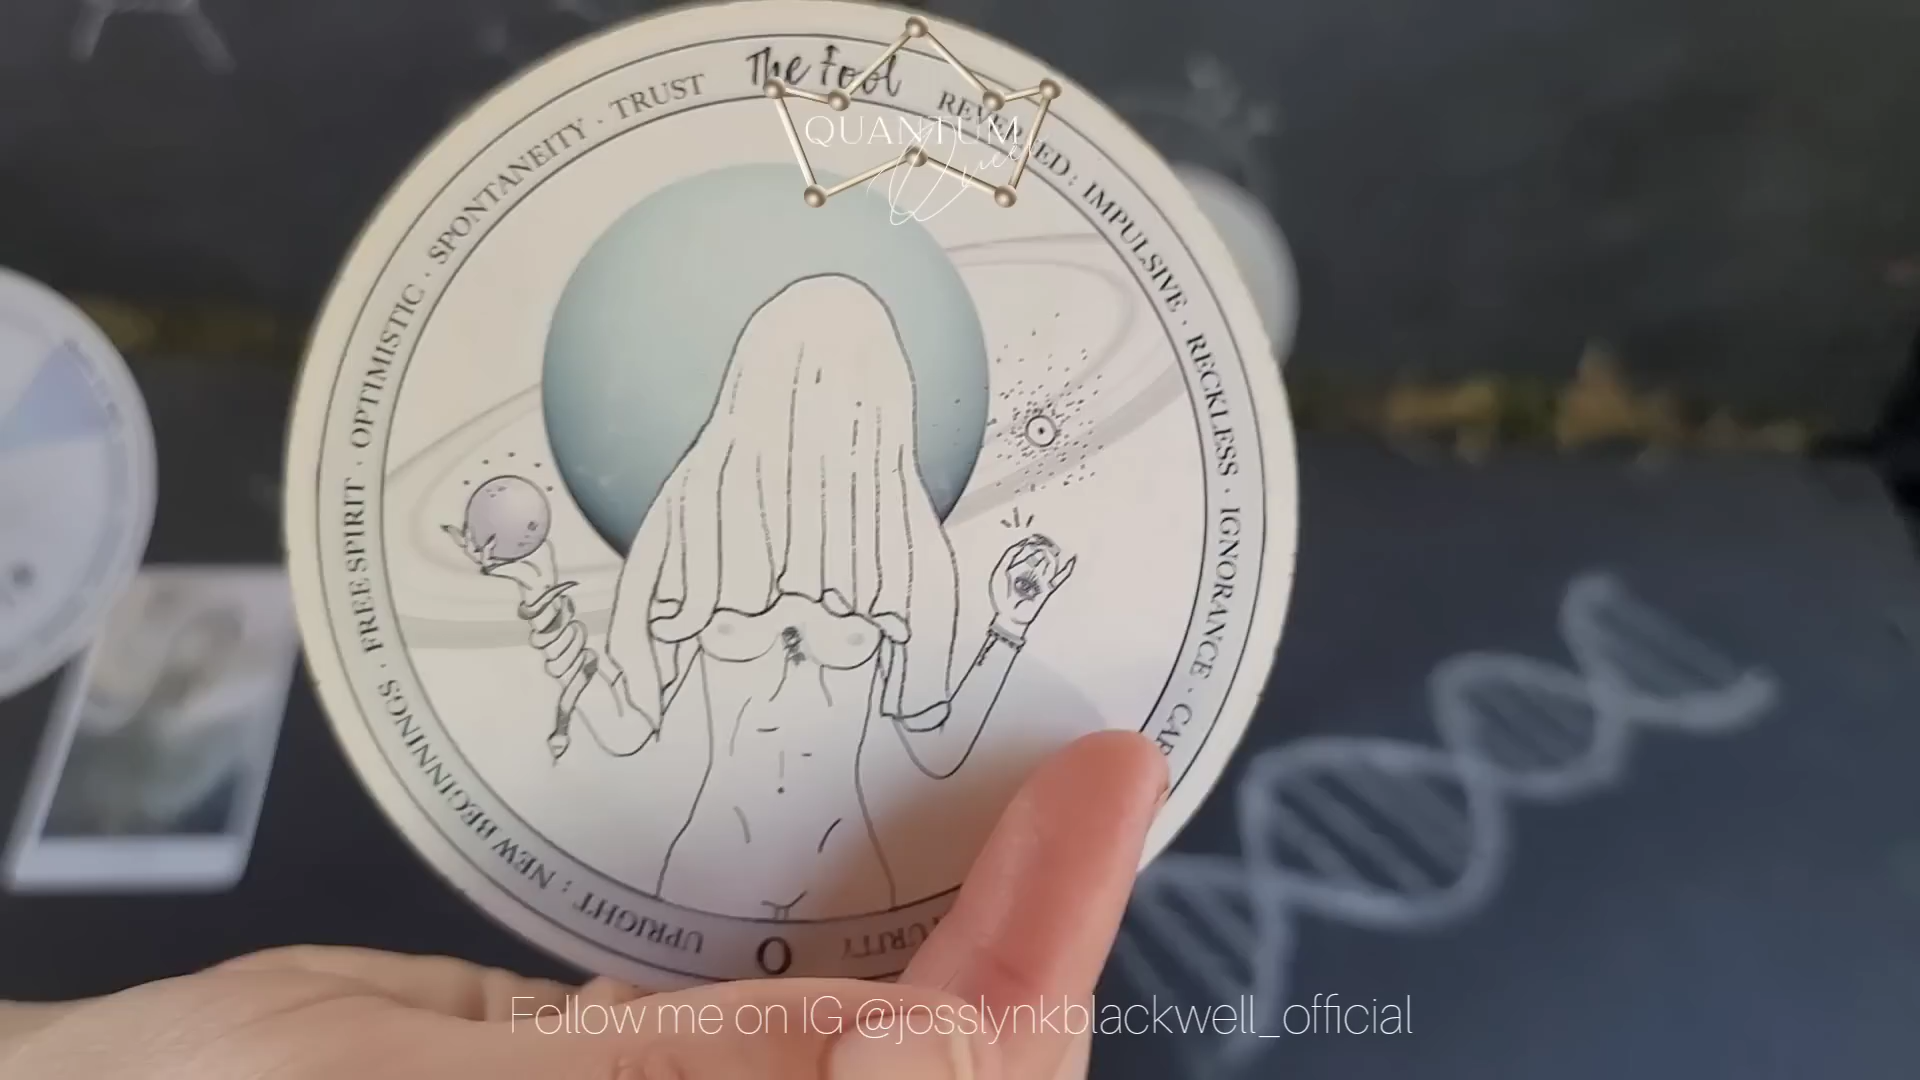 The Fool
UPRIGHT : NEW BEGINNINGS · FREE SPIRIT · OPTIMISTIC · SPONTANEITY · TRUST
REVERSED : IMPULSIVE · RECKLESS · IGNORANCE ·
0
QUANTUM
Follow me on IG @josslynkblackwell_official